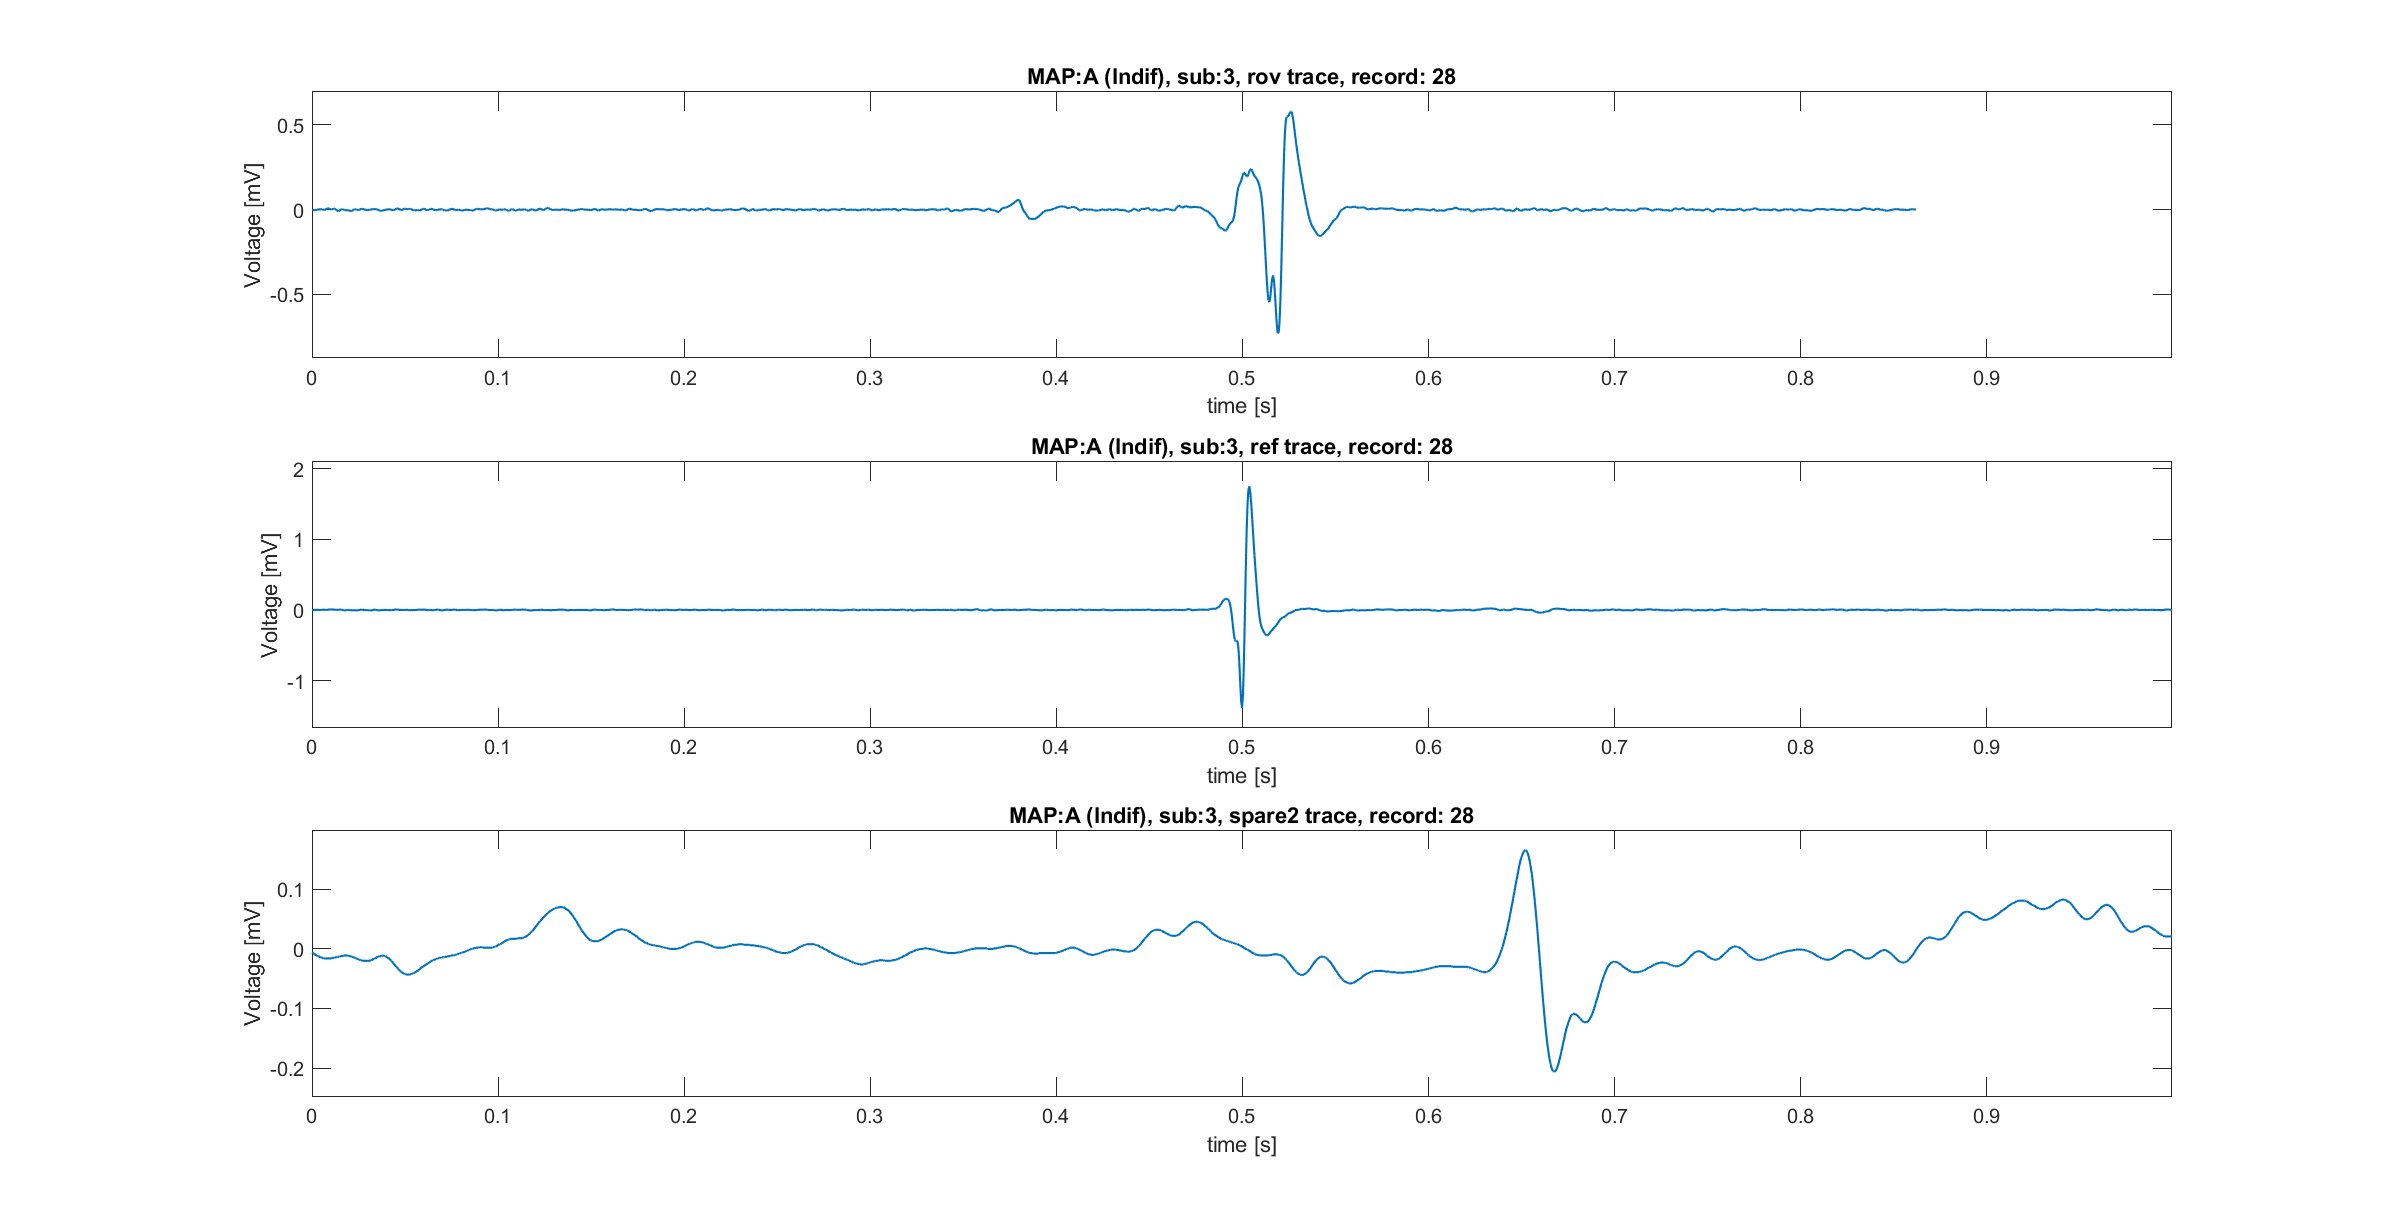 MAP:A (Indif), sub:3, rov trace, record: 28
Voltage [mV]
0.5
0
-0.5
0 0.1 0.2 0.3 0.4 0.5 0.6 0.7 0.8 0.9
time [s]
MAP:A (Indif), sub:3, ref trace, record: 28
Voltage [mV]
2
1
0
-1
0 0.1 0.2 0.3 0.4 0.5 0.6 0.7 0.8 0.9
time [s]
MAP:A (Indif), sub:3, spare2 trace, record: 28
Voltage [mV]
0.1
0
-0.1
-0.2
0 0.1 0.2 0.3 0.4 0.5 0.6 0.7 0.8 0.9
time [s]